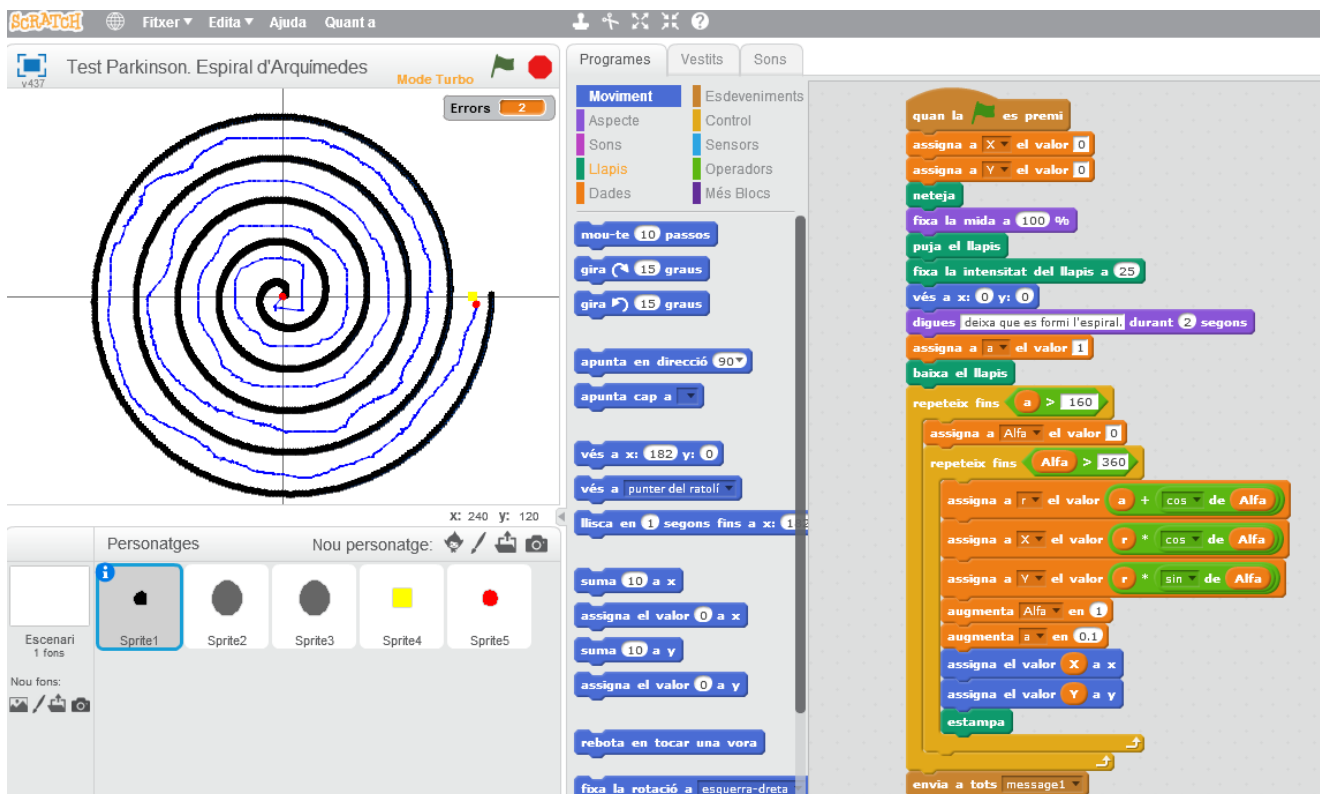 SCRATCH Fitxer Edita Ajuda Quant a
Test Parkinson. Espiral d'Arquímedes
v437
Mode Turbo
Errors 2
X: 240 Y: 120
Personatges
Nou personatge:
Escenari
1 fons
Nou fons:
Sprite1
Sprite2
Sprite3
Sprite4
Sprite5
Programes
Vestits
Sons
Moviment
Esdeveniments
Aspecte
Control
Sons
Sensors
Llapis
Operadors
Dades
Més Blocs
mou-te 10 passos
gira 15 graus
gira 15 graus
apunta en direcció 90
apunta cap a
vés a x: 182 y: 0
vés a punter del ratolí
llisca en 1 segons fins a x: 182
suma 10 a x
assigna el valor 0 a x
suma 10 a y
assigna el valor 0 a y
rebota en tocar una vora
fixa la rotació a esquerra-dreta
quan la es premi
assigna a X el valor 0
assigna a Y el valor 0
neteja
fixa la mida a 100 %
puja el llapis
fixa la intensitat del llapis a 25
vés a x: 0 y: 0
digues deixa que es formi l'espiral. durant 2 segons
assigna a a el valor 1
baixa el llapis
repeteix fins a > 160
assigna a Alfa el valor 0
repeteix fins Alfa > 360
assigna a r el valor a + cos de Alfa
assigna a X el valor r * cos de Alfa
assigna a Y el valor r * sin de Alfa
augmenta Alfa en 1
augmenta a en 0.1
assigna el valor X a x
assigna el valor Y a y
estampa
envia a tots message1